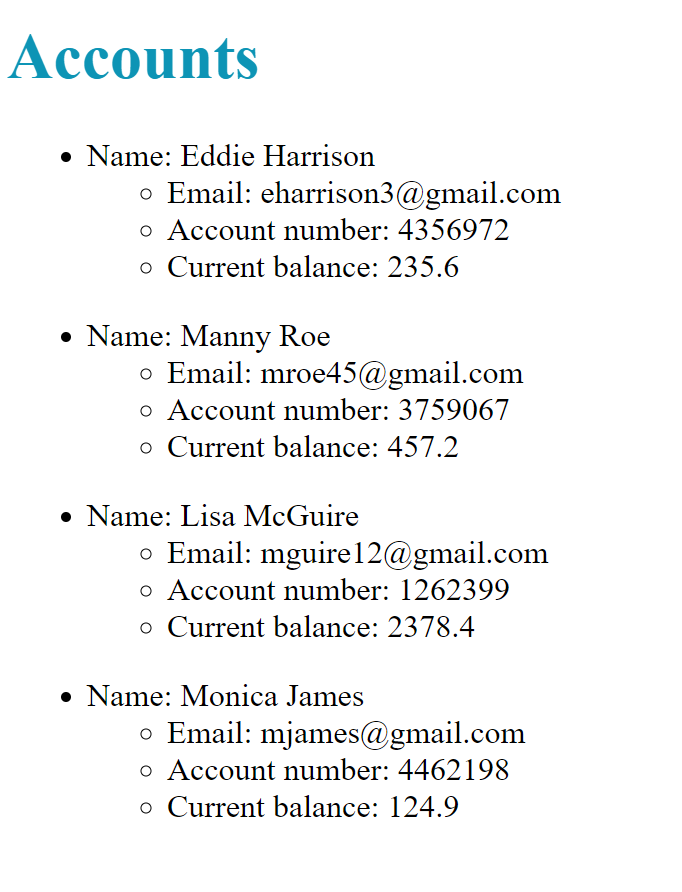 Accounts
Name: Eddie Harrison
Email: eharrison3@gmail.com
Account number: 4356972
Current balance: 235.6
Name: Manny Roe
Email: mroe45@gmail.com
Account number: 3759067
Current balance: 457.2
Name: Lisa McGuire
Email: mguire12@gmail.com
Account number: 1262399
Current balance: 2378.4
Name: Monica James
Email: mjames@gmail.com
Account number: 4462198
Current balance: 124.9